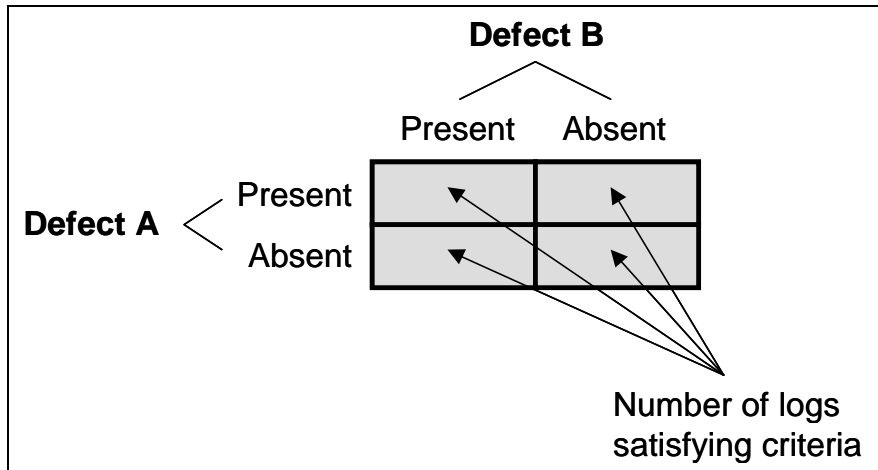 Defect B
Present Absent
Present
Defect A
Absent
Number of logs
satisfying criteria